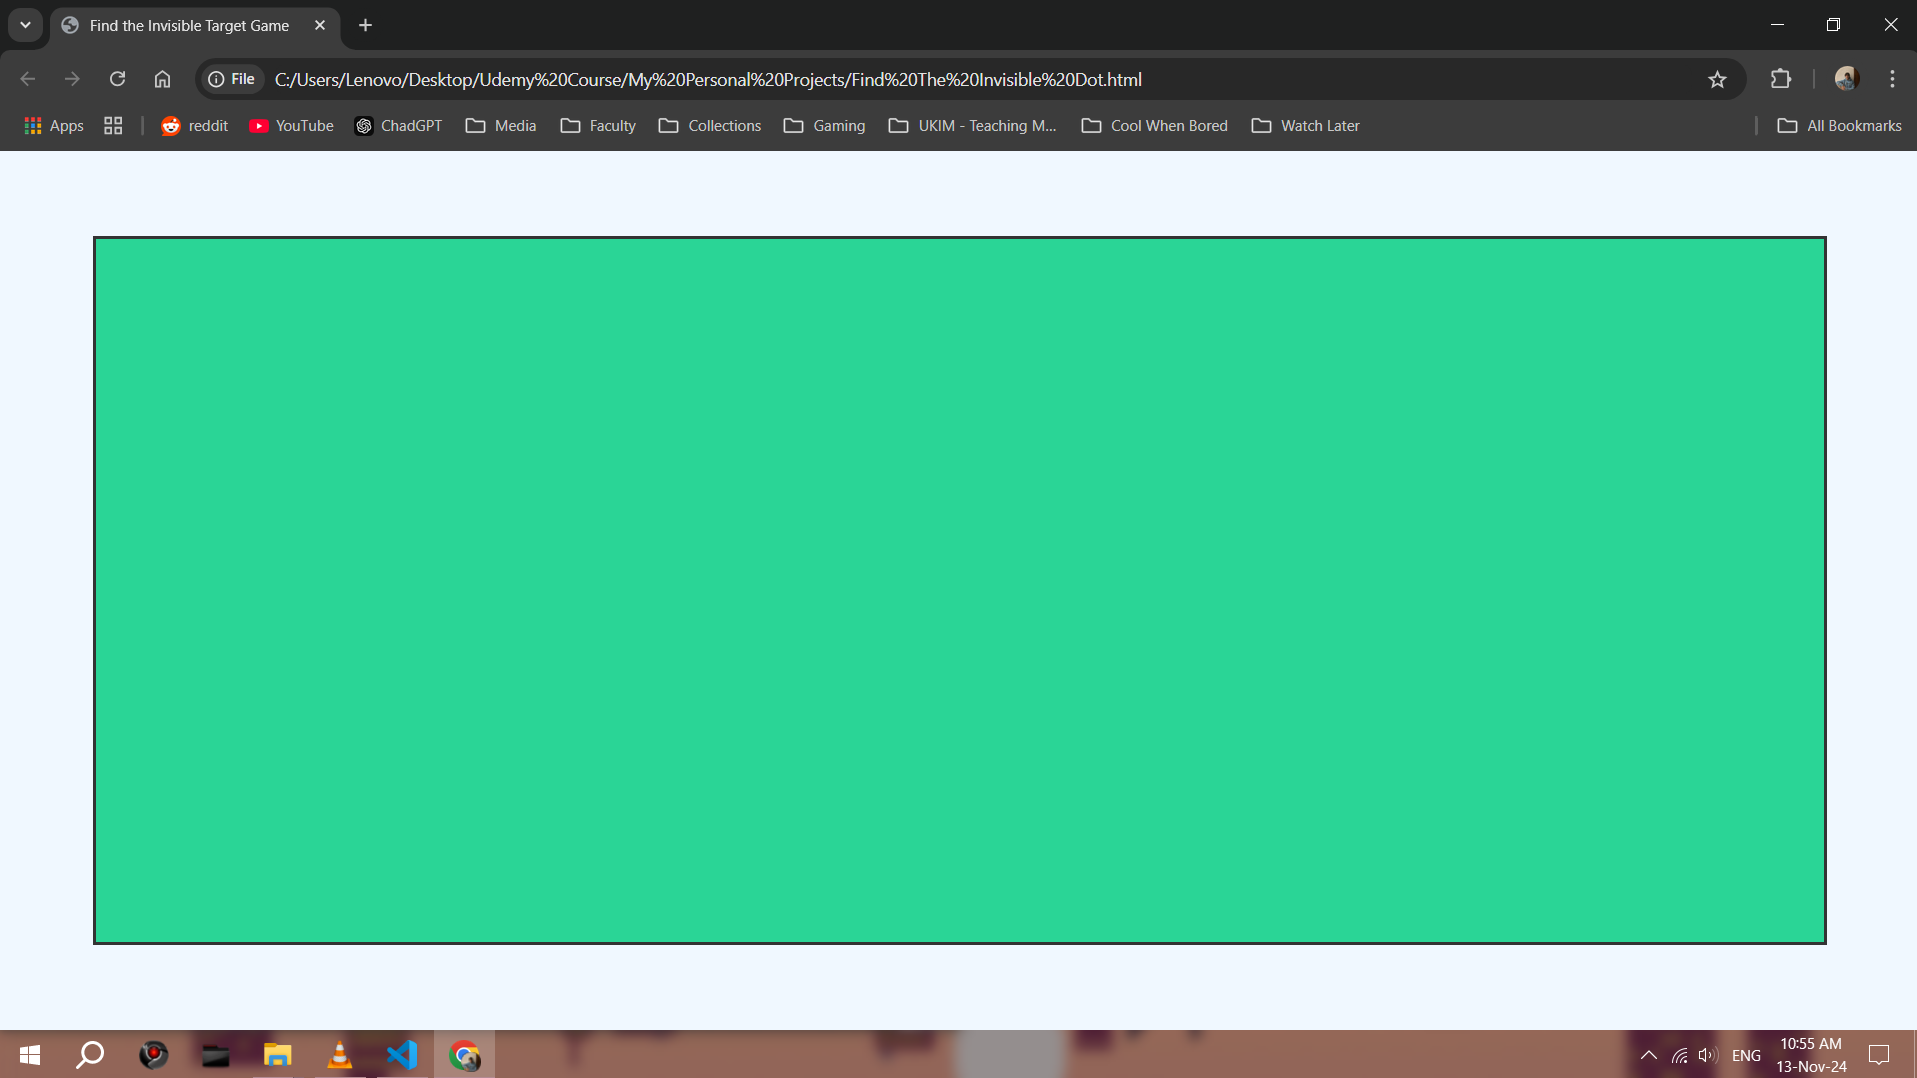 Find the Invisible Target Game
File
C:/Users/Lenovo/Desktop/Udemy%20Course/My%20Personal%20Projects/Find%20The%20Invisible%20Dot.html
Apps reddit YouTube ChadGPT Media Faculty Collections Gaming UKIM - Teaching M... Cool When Bored Watch Later All Bookmarks
ENG
10:55 AM
13-Nov-24